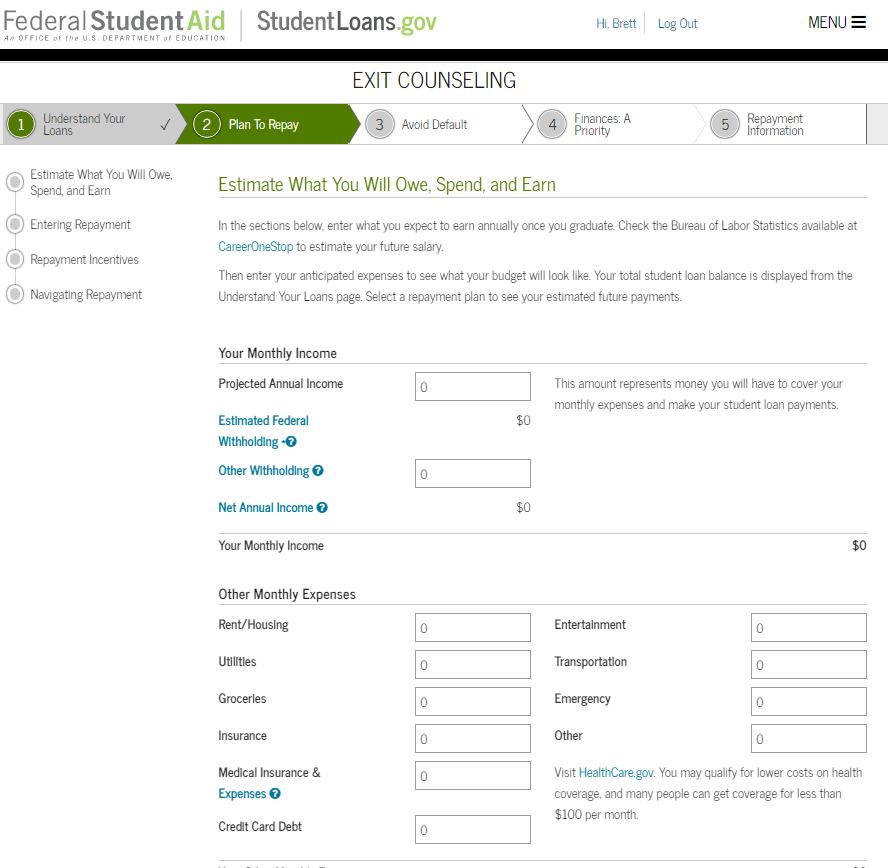 Federal StudentAid
An OFFICE of the U.S. DEPARTMENT of EDUCATION
StudentLoans.gov
Hi, Brett
Log Out
MENU
EXIT COUNSELING
1 Understand Your Loans ✓
2 Plan To Repay
3 Avoid Default
4 Finances: A Priority
5 Repayment Information
Estimate What You Will Owe,
Spend, and Earn
Entering Repayment
Repayment Incentives
Navigating Repayment
Estimate What You Will Owe, Spend, and Earn
In the sections below, enter what you expect to earn annually once you graduate. Check the Bureau of Labor Statistics available at
CareerOneStop to estimate your future salary.
Then enter your anticipated expenses to see what your budget will look like. Your total student loan balance is displayed from the
Understand Your Loans page. Select a repayment plan to see your estimated future payments.
Your Monthly Income
Projected Annual Income 0
This amount represents money you will have to cover your
monthly expenses and make your student loan payments.
Estimated Federal $0
Withholding *?
Other Withholding ? 0
Net Annual Income ? $0
Your Monthly Income $0
Other Monthly Expenses
Rent/Housing 0 Entertainment 0
Utilities 0 Transportation 0
Groceries 0 Emergency 0
Insurance 0 Other 0
Medical Insurance & 0
Expenses ?
Visit HealthCare.gov. You may qualify for lower costs on health
coverage, and many people can get coverage for less than
$100 per month.
Credit Card Debt 0